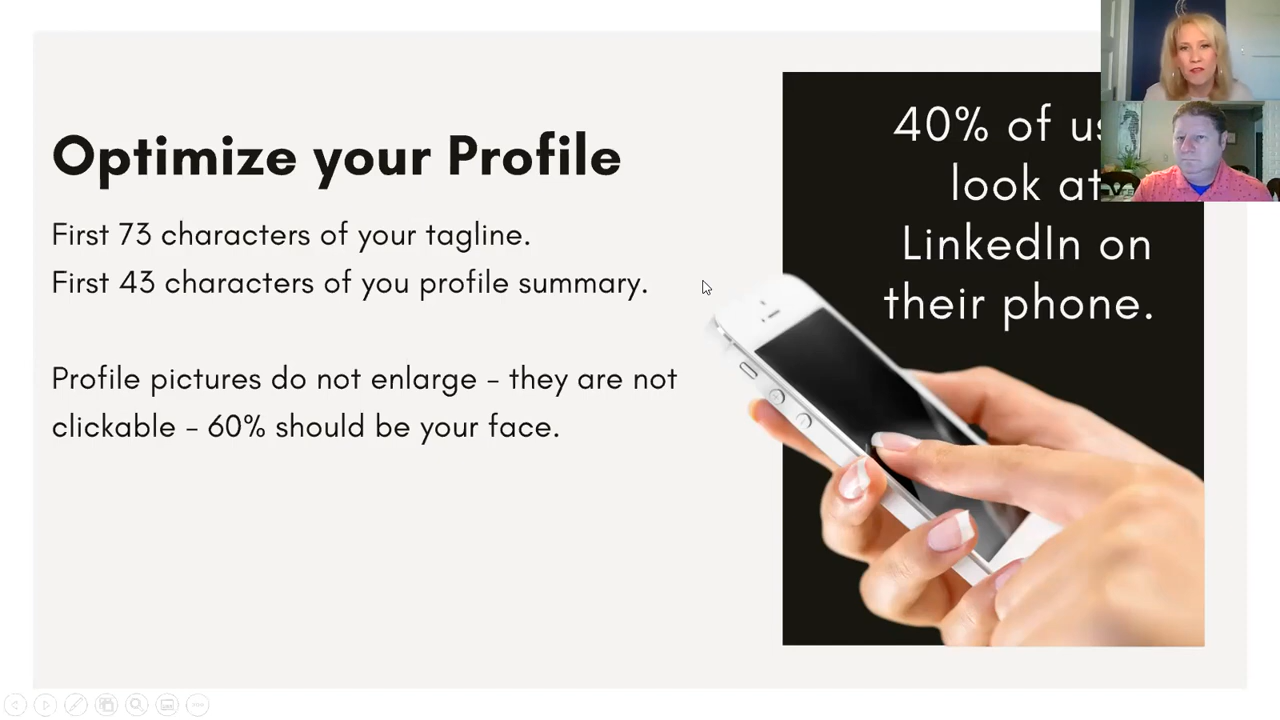 Optimize your Profile
First 73 characters of your tagline.
First 43 characters of you profile summary.
Profile pictures do not enlarge – they are not
clickable – 60% should be your face.
40% of
look at
LinkedIn on
their phone.